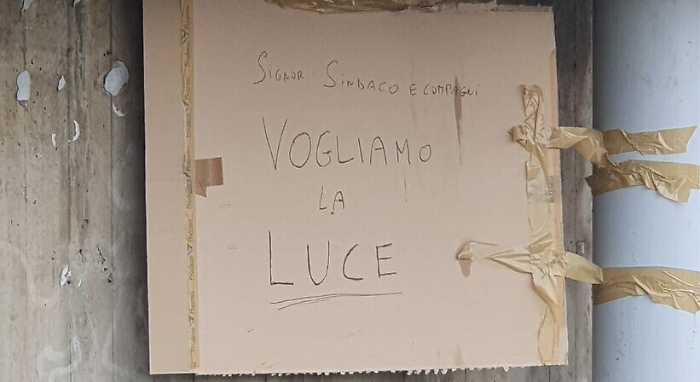 SIGNOR SINDACO E COMPAGNI
VOGLIAMO
LA
LUCE